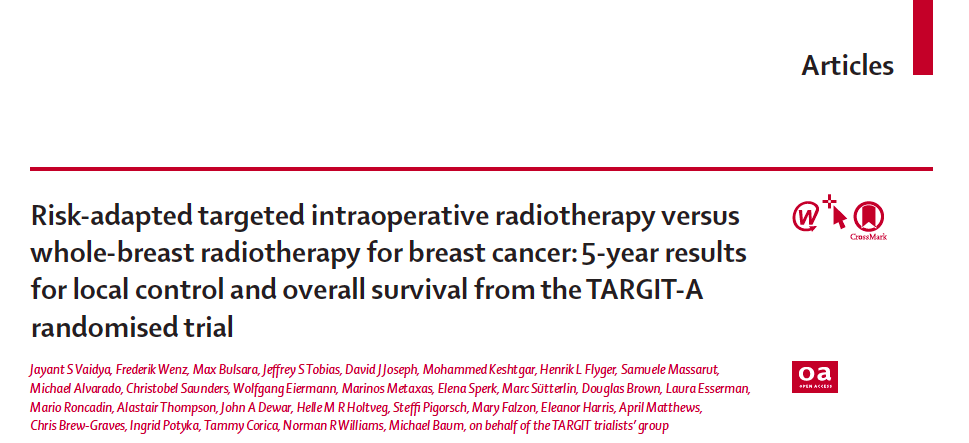 Articles
Risk-adapted targeted intraoperative radiotherapy versus
whole-breast radiotherapy for breast cancer: 5-year results
for local control and overall survival from the TARGIT-A
randomised trial
W
CrossMark
Jayant S Vaidya, Frederik Wenz, Max Bulsara, Jeffrey S Tobias, David J Joseph, Mohammed Keshtgar, Henrik L Flyger, Samuele Massarut,
Michael Alvarado, Christobel Saunders, Wolfgang Eiermann, Marinos Metaxas, Elena Sperk, Marc Sütterlin, Douglas Brown, Laura Esserman,
Mario Roncadin, Alastair Thompson, John A Dewar, Helle M R Holtveg, Steffi Pigorsch, Mary Falzon, Eleanor Harris, April Matthews,
Chris Brew-Graves, Ingrid Potyka, Tammy Corica, Norman R Williams, Michael Baum, on behalf of the TARGIT trialists' group
oa
OPEN ACCESS